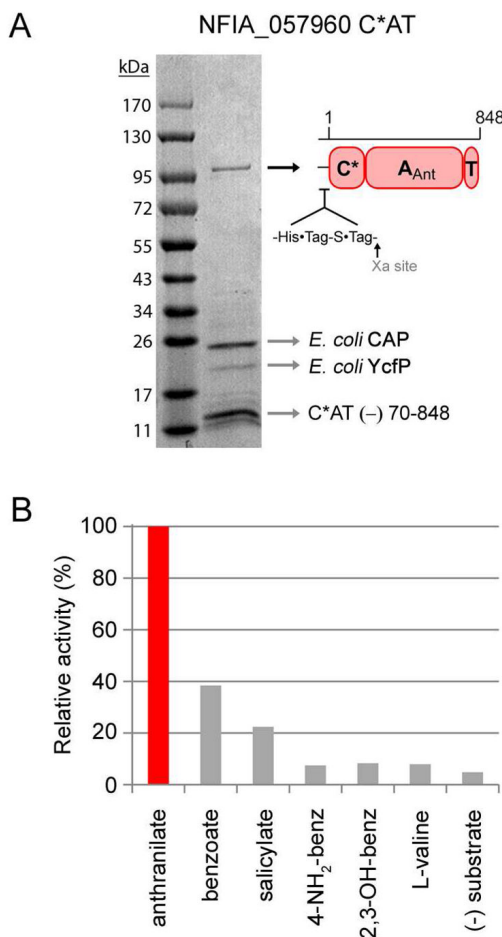 A
NFIA_057960 C*AT
kDa
170
130
95
72
55
43
34
26
17
11
1 848
C* A_Ant T
-His•Tag-S•Tag-
Xa site
E. coli CAP
E. coli YcfP
C*AT (–) 70-848
B
Relative activity (%)
100
80
60
40
20
0
anthranilate
benzoate
salicylate
4-NH₂-benz
2,3-OH-benz
L-valine
(-) substrate